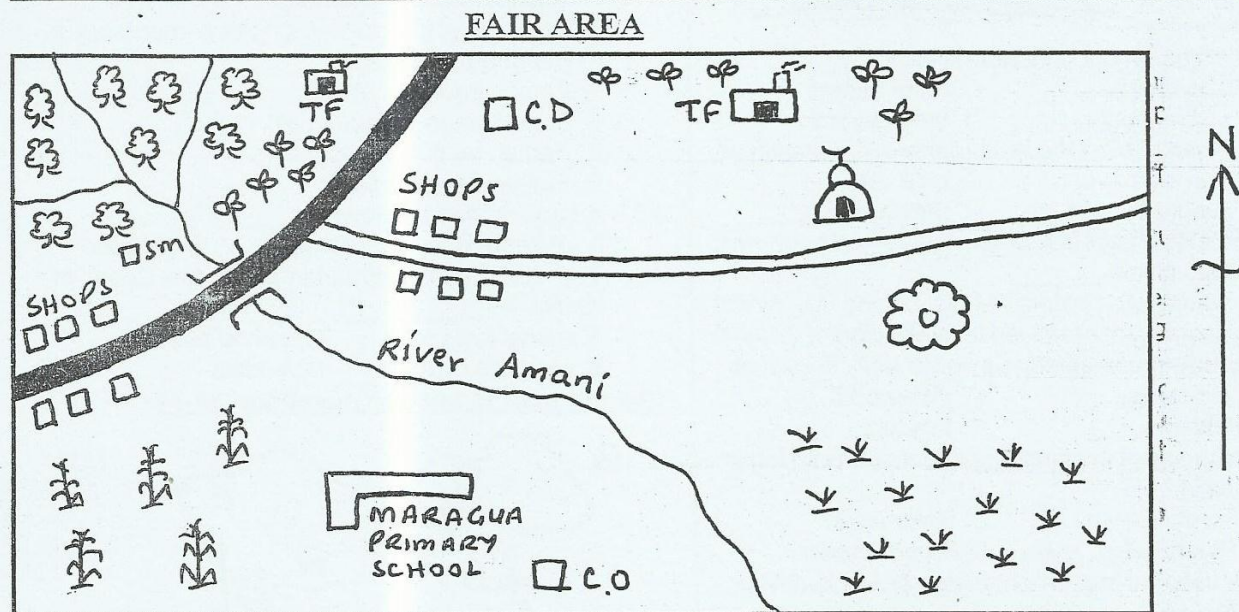 FAIR AREA
TF
C.D
TF
N
SHOPS
SM
SHOPS
River Amani
MARAGUA
PRIMARY
SCHOOL
C.O